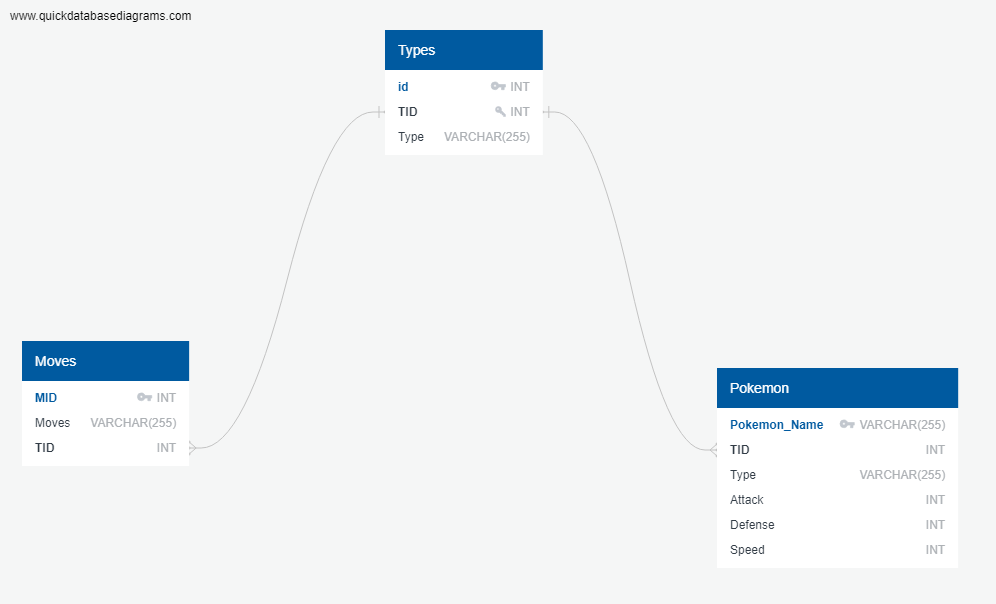 www.quickdatabasediagrams.com
Types
id INT
TID INT
Type VARCHAR(255)
Moves
MID INT
Moves VARCHAR(255)
TID INT
Pokemon
Pokemon_Name VARCHAR(255)
TID INT
Type VARCHAR(255)
Attack INT
Defense INT
Speed INT